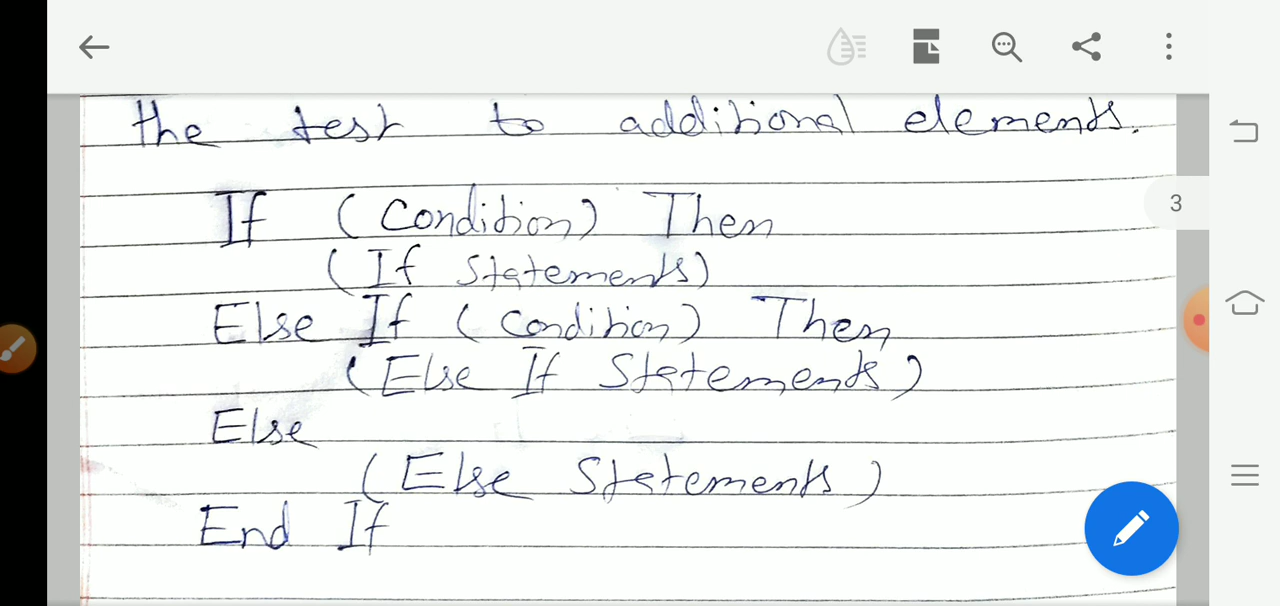 the test to additional elements.
If (Condition) Then
(If Statements)
Else If (Condition) Then
(Else If Statements)
Else
(Else Statements)
End If
3